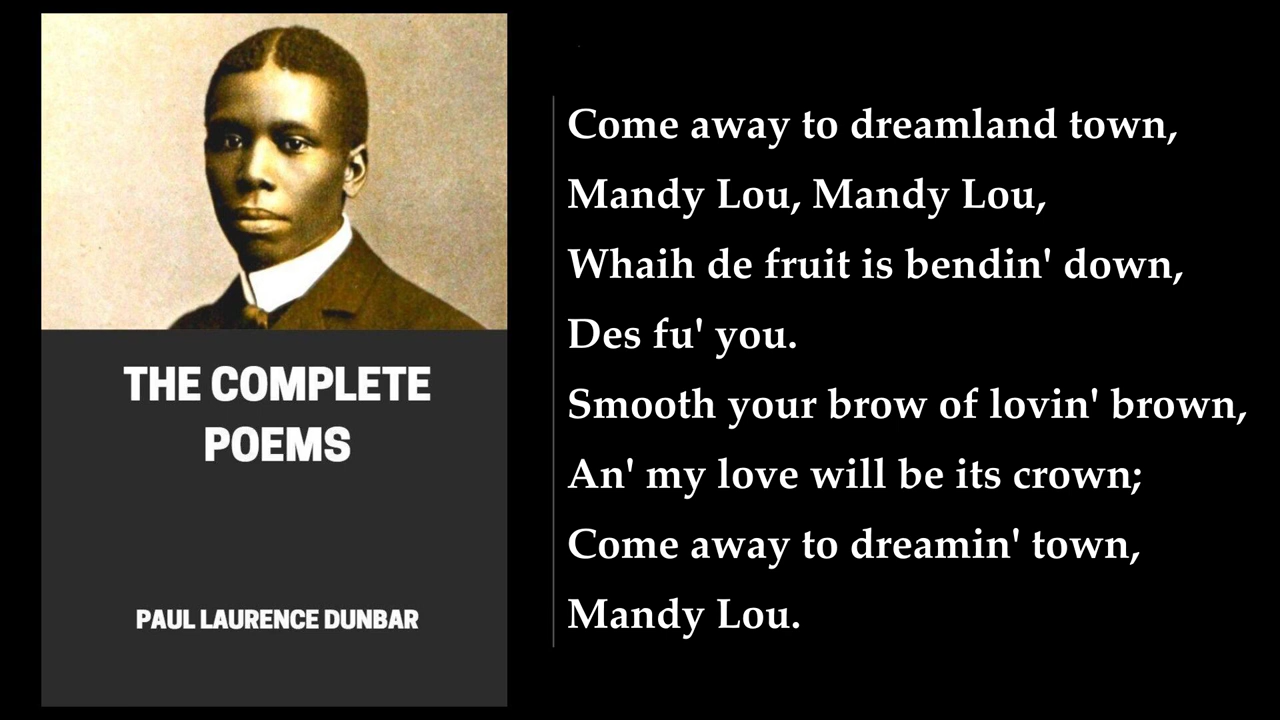 THE COMPLETE
POEMS
PAUL LAURENCE DUNBAR
Come away to dreamland town,
Mandy Lou, Mandy Lou,
Whaih de fruit is bendin' down,
Des fu' you.
Smooth your brow of lovin' brown,
An' my love will be its crown;
Come away to dreamin' town,
Mandy Lou.